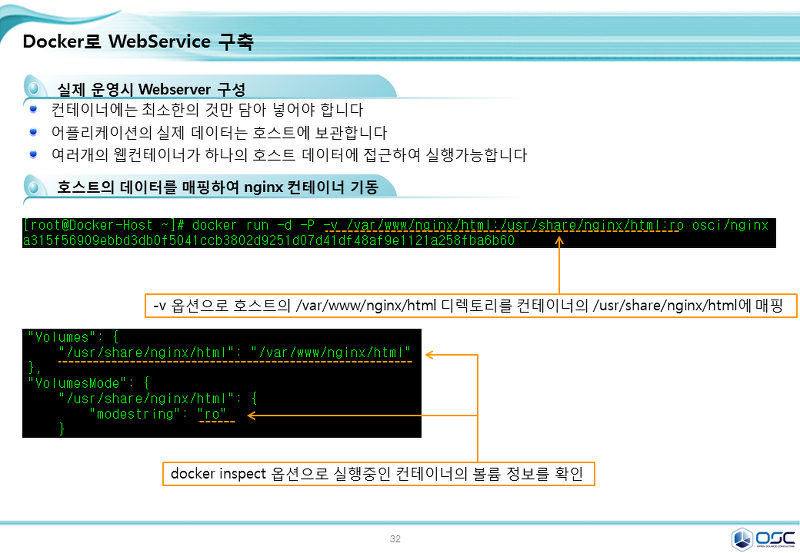 Docker로 WebService 구축
실제 운영시 Webserver 구성
컨테이너에는 최소한의 것만 담아 넣어야 합니다
어플리케이션의 실제 데이터는 호스트에 보관합니다
여러개의 웹컨테이너가 하나의 호스트 데이터에 접근하여 실행가능합니다
호스트의 데이터를 매핑하여 nginx 컨테이너 기동
[root@Docker-Host ~]# docker run -d -P -v /var/www/nginx/html:/usr/share/nginx/html:ro osci/nginx
a315f56909ebbd3db0f5041ccb3802d9251d07d41df48af9e1121a258fba6b60
-v 옵션으로 호스트의 /var/www/nginx/html 디렉토리를 컨테이너의 /usr/share/nginx/html에 매핑
"Volumes": {
"/usr/share/nginx/html": "/var/www/nginx/html"
},
"VolumesMode": {
"/usr/share/nginx/html": {
"modestring": "ro"
}
docker inspect 옵션으로 실행중인 컨테이너의 볼륨 정보를 확인
32
OSC
OPEN SOURCE CONSULTING